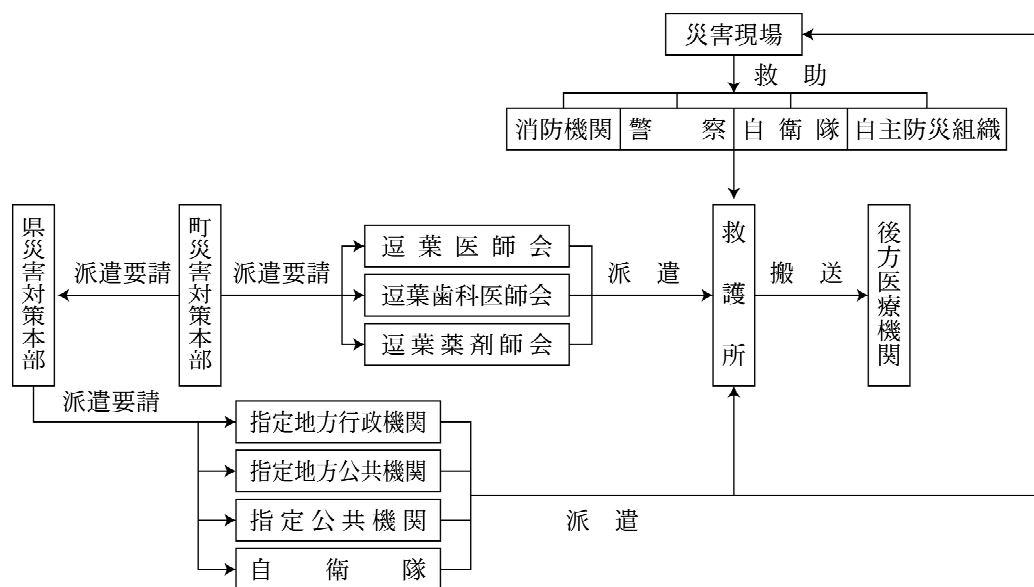 災害現場
救助
消防機関
警察
自衛隊
自主防災組織
県災害対策本部
派遣要請
町災害対策本部
派遣要請
逗葉医師会
逗葉歯科医師会
逗葉薬剤師会
派遣
救護所
搬送
後方医療機関
派遣要請
指定地方行政機関
指定地方公共機関
指定公共機関
自衛隊
派遣